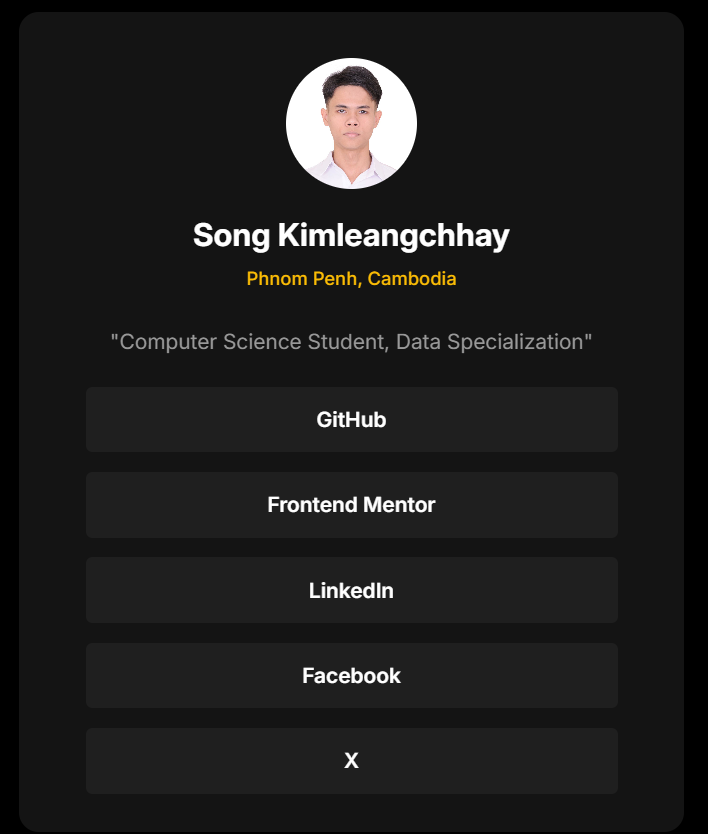 Song Kimleangchhay
Phnom Penh, Cambodia
"Computer Science Student, Data Specialization"
GitHub
Frontend Mentor
LinkedIn
Facebook
X